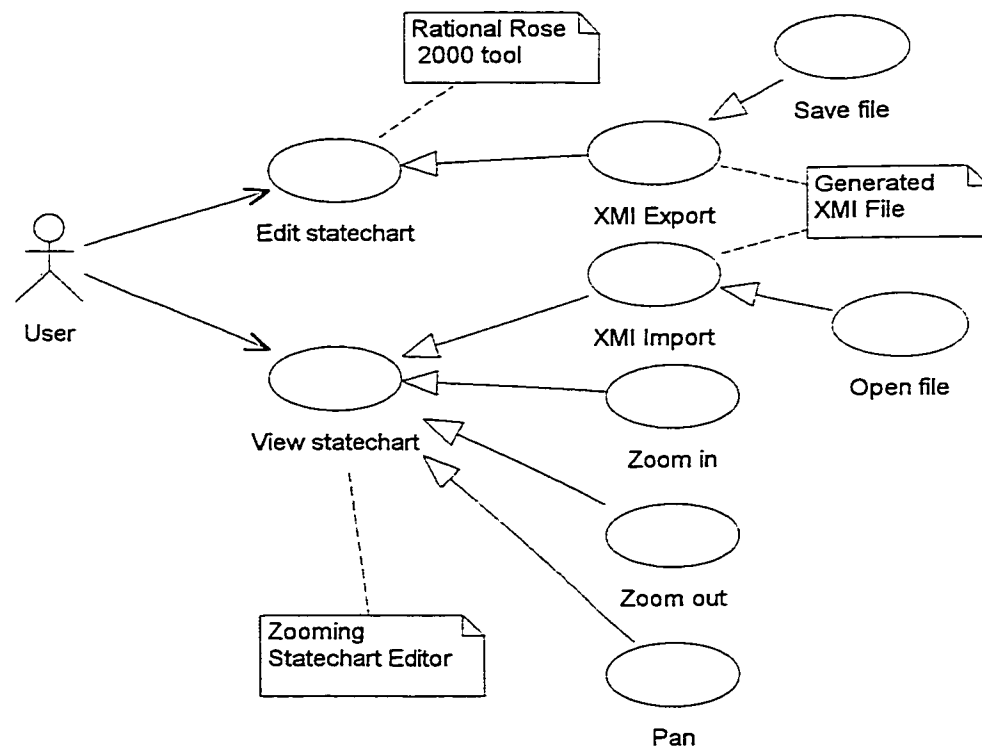 Rational Rose
2000 tool
Save file
Generated
XMI File
XMI Export
Edit statechart
User
XMI Import
Open file
View statechart
Zoom in
Zoom out
Zooming
Statechart Editor
Pan